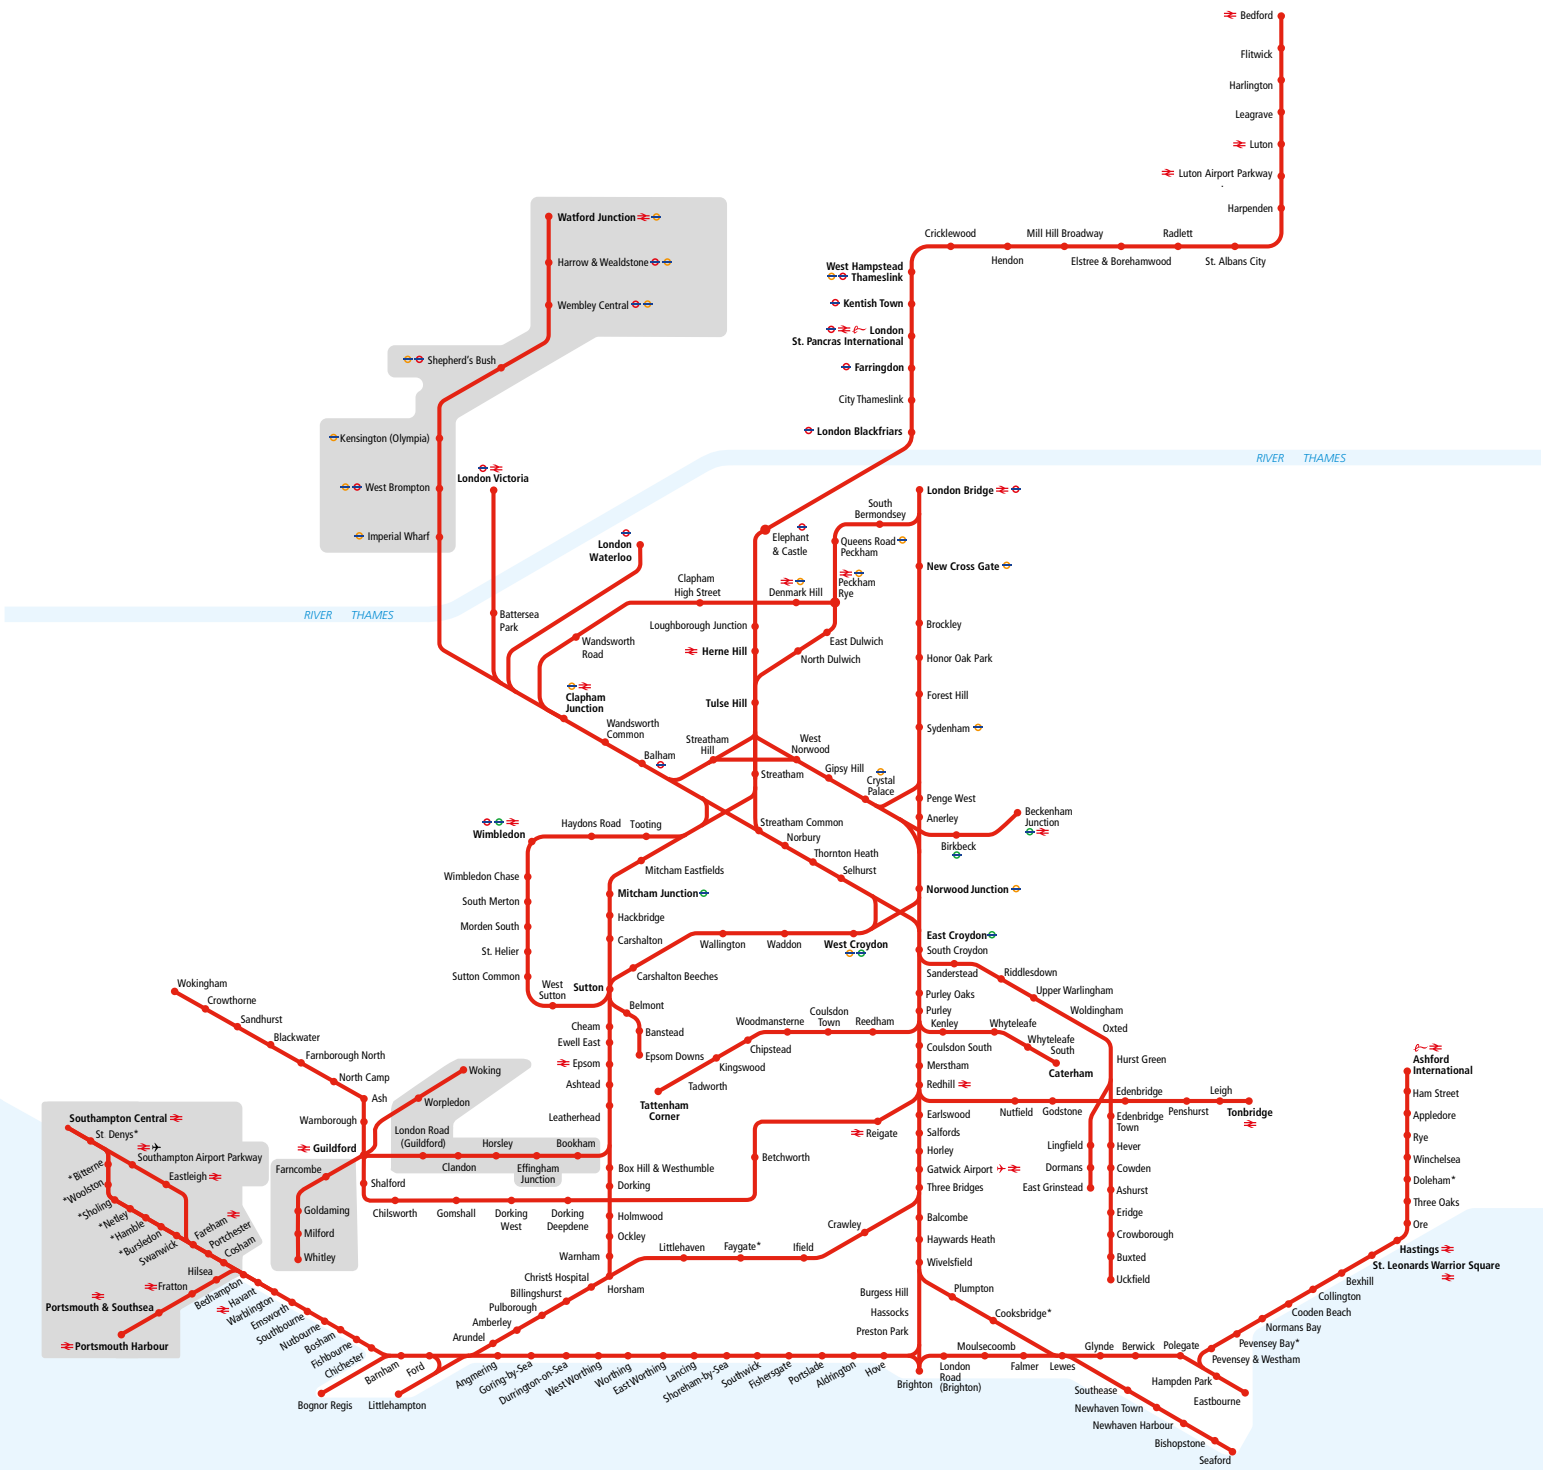 Bedford
Flitwick
Harlington
Leagrave
Luton
Luton Airport Parkway
Harpenden
Cricklewood
Hendon
Mill Hill Broadway
Elstree & Borehamwood
Radlett
St. Albans City
West Hampstead
Thameslink
Kentish Town
London
St. Pancras International
Farringdon
City Thameslink
London Blackfriars
Watford Junction
Harrow & Wealdstone
Wembley Central
Shepherd's Bush
Kensington (Olympia)
West Brompton
Imperial Wharf
RIVER THAMES
RIVER THAMES
London Victoria
Battersea
Park
London
Waterloo
Clapham
High Street
Denmark Hill
Wandsworth
Road
Clapham
Junction
Wandsworth
Common
Balham
Elephant
& Castle
Loughborough Junction
Herne Hill
Tulse Hill
South
Bermondsey
Queens Road
Peckham
Peckham
Rye
East Dulwich
North Dulwich
London Bridge
New Cross Gate
Brockley
Honor Oak Park
Forest Hill
Sydenham
Penge West
Anerley
Birkbeck
Beckenham
Junction
Norwood Junction
Streatham
Hill
West
Norwood
Gipsy Hill
Crystal
Palace
Streatham
Streatham Common
Norbury
Thornton Heath
Selhurst
Wimbledon
Haydons Road
Tooting
Wimbledon Chase
South Merton
Morden South
St. Helier
Sutton Common
West
Sutton
Mitcham Eastfields
Mitcham Junction
Hackbridge
Carshalton
Sutton
Carshalton Beeches
Wallington
Waddon
West Croydon
East Croydon
South Croydon
Sanderstead
Riddlesdown
Upper Warlingham
Woldingham
Oxted
Hurst Green
Purley Oaks
Purley
Kenley
Whyteleafe
Whyteleafe
South
Caterham
Belmont
Banstead
Epsom Downs
Cheam
Ewell East
Epsom
Ashtead
Leatherhead
Box Hill & Westhumble
Dorking
Holmwood
Ockley
Warnham
Horsham
Woodmansterne
Coulsdon
Town
Reedham
Chipstead
Kingswood
Tadworth
Tattenham
Corner
Coulsdon South
Merstham
Redhill
Earlswood
Salfords
Horley
Gatwick Airport
Three Bridges
Balcombe
Haywards Heath
Wivelsfield
Burgess Hill
Hassocks
Preston Park
Brighton
Nutfield
Godstone
Edenbridge
Penshurst
Leigh
Tonbridge
Lingfield
Dormans
East Grinstead
Edenbridge
Town
Hever
Cowden
Ashurst
Eridge
Crowborough
Buxted
Uckfield
Ashford
International
Ham Street
Appledore
Rye
Winchelsea
Doleham*
Three Oaks
Ore
Hastings
St. Leonards Warrior Square
Bexhill
Collington
Cooden Beach
Normans Bay
Pevensey Bay*
Pevensey & Westham
Hampden Park
Eastbourne
Polegate
Berwick
Glynde
Lewes
Falmer
Moulsecoomb
London
Road
(Brighton)
Plumpton
Cooksbridge*
Southease
Newhaven Town
Newhaven Harbour
Bishopstone
Seaford
Reigate
Betchworth
Dorking
Deepdene
Dorking
West
Gomshall
Chilsworth
Shalford
Guildford
Wanborough
Ash
North Camp
Farnborough North
Blackwater
Sandhurst
Crowthorne
Wokingham
Woking
Worpledon
London Road
(Guildford)
Clandon
Horsley
Effingham
Junction
Bookham
Farncombe
Goldaming
Milford
Whitley
Crawley
Ifield
Faygate*
Littlehaven
Christ's Hospital
Billingshurst
Pulborough
Amberley
Arundel
Southampton Central
St Denys*
Southampton Airport Parkway
Eastleigh
*Bitterne
*Woolston
*Sholing
*Netley
*Hamble
*Bursledon
Swanwick
Fareham
Portchester
Cosham
Hilsea
Fratton
Portsmouth & Southsea
Portsmouth Harbour
Bedhampton
Havant
Warblington
Emsworth
Southbourne
Nutbourne
Bosham
Fishbourne
Chichester
Barnham
Ford
Bognor Regis
Littlehampton
Angmering
Goring-by-Sea
Durrington-on-Sea
West Worthing
Worthing
East Worthing
Lancing
Shoreham-by-Sea
Southwick
Fishersgate
Portslade
Aldrington
Hove